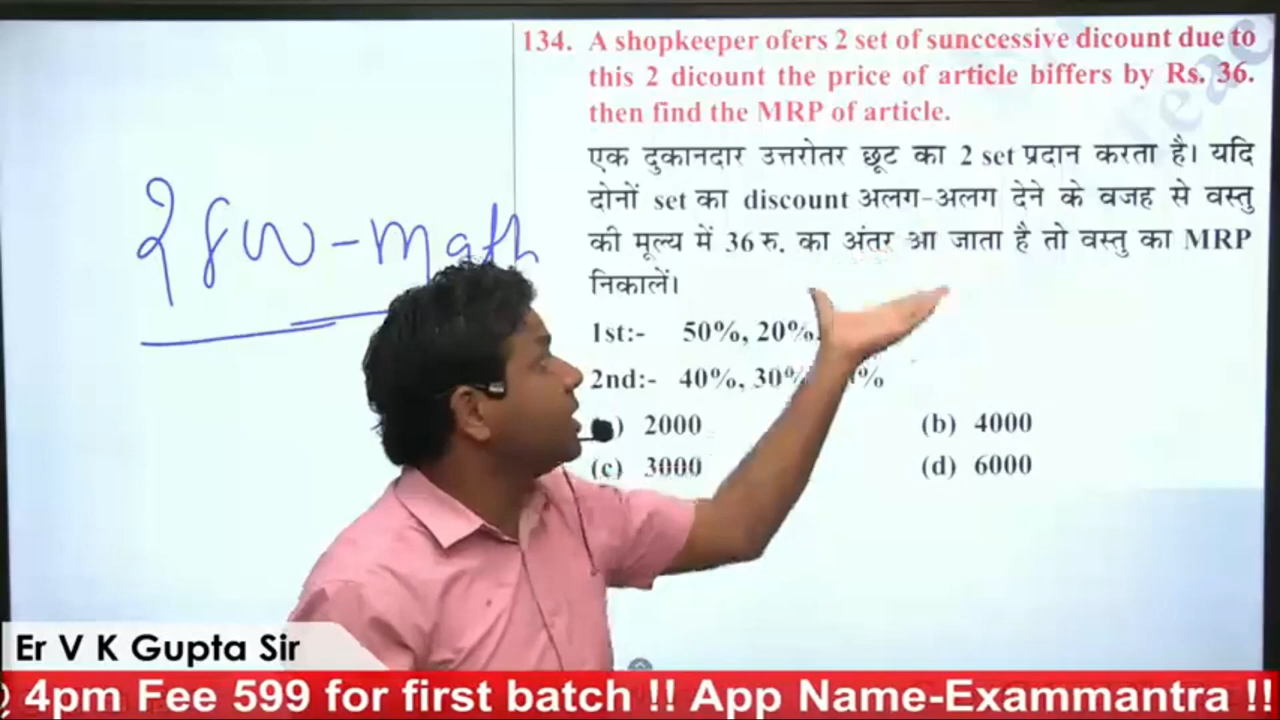 134. A shopkeeper ofers 2 set of sunccessive dicount due to
this 2 dicount the price of article biffers by Rs. 36.
then find the MRP of article.
एक दुकानदार उत्तरोतर छूट का 2 set प्रदान करता है। यदि
दोनों set का discount अलग-अलग देने के वजह से वस्तु
की मूल्य में 36 रु. का अंतर आ जाता है तो वस्तु का MRP
निकालें।
1st:- 50%, 20%
2nd:- 40%, 30%
2000
(b) 4000
(c) 3000
(d) 6000
math
Er V K Gupta Sir
4pm Fee 599 for first batch !! App Name-Exammantra !!